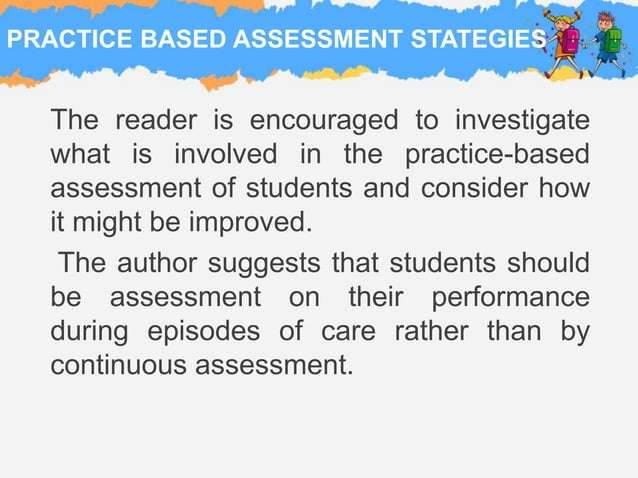 PRACTICE BASED ASSESSMENT STATEGIES
The reader is encouraged to investigate
what is involved in the practice-based
assessment of students and consider how
it might be improved.
The author suggests that students should
be assessment on their performance
during episodes of care rather than by
continuous assessment.